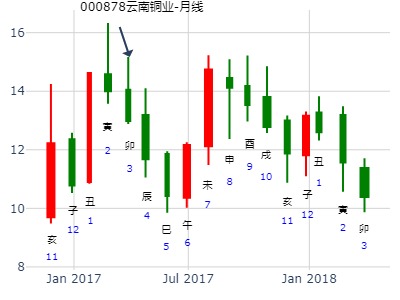 000878云南铜业-月线
16
14
12
10
8
亥
11
子
12
丑
1
寅
2
卯
3
辰
4
巳
5
午
6
未
7
申
8
酉
9
戌
10
亥
11
子
12
丑
1
寅
2
卯
3
Jan 2017
Jul 2017
Jan 2018